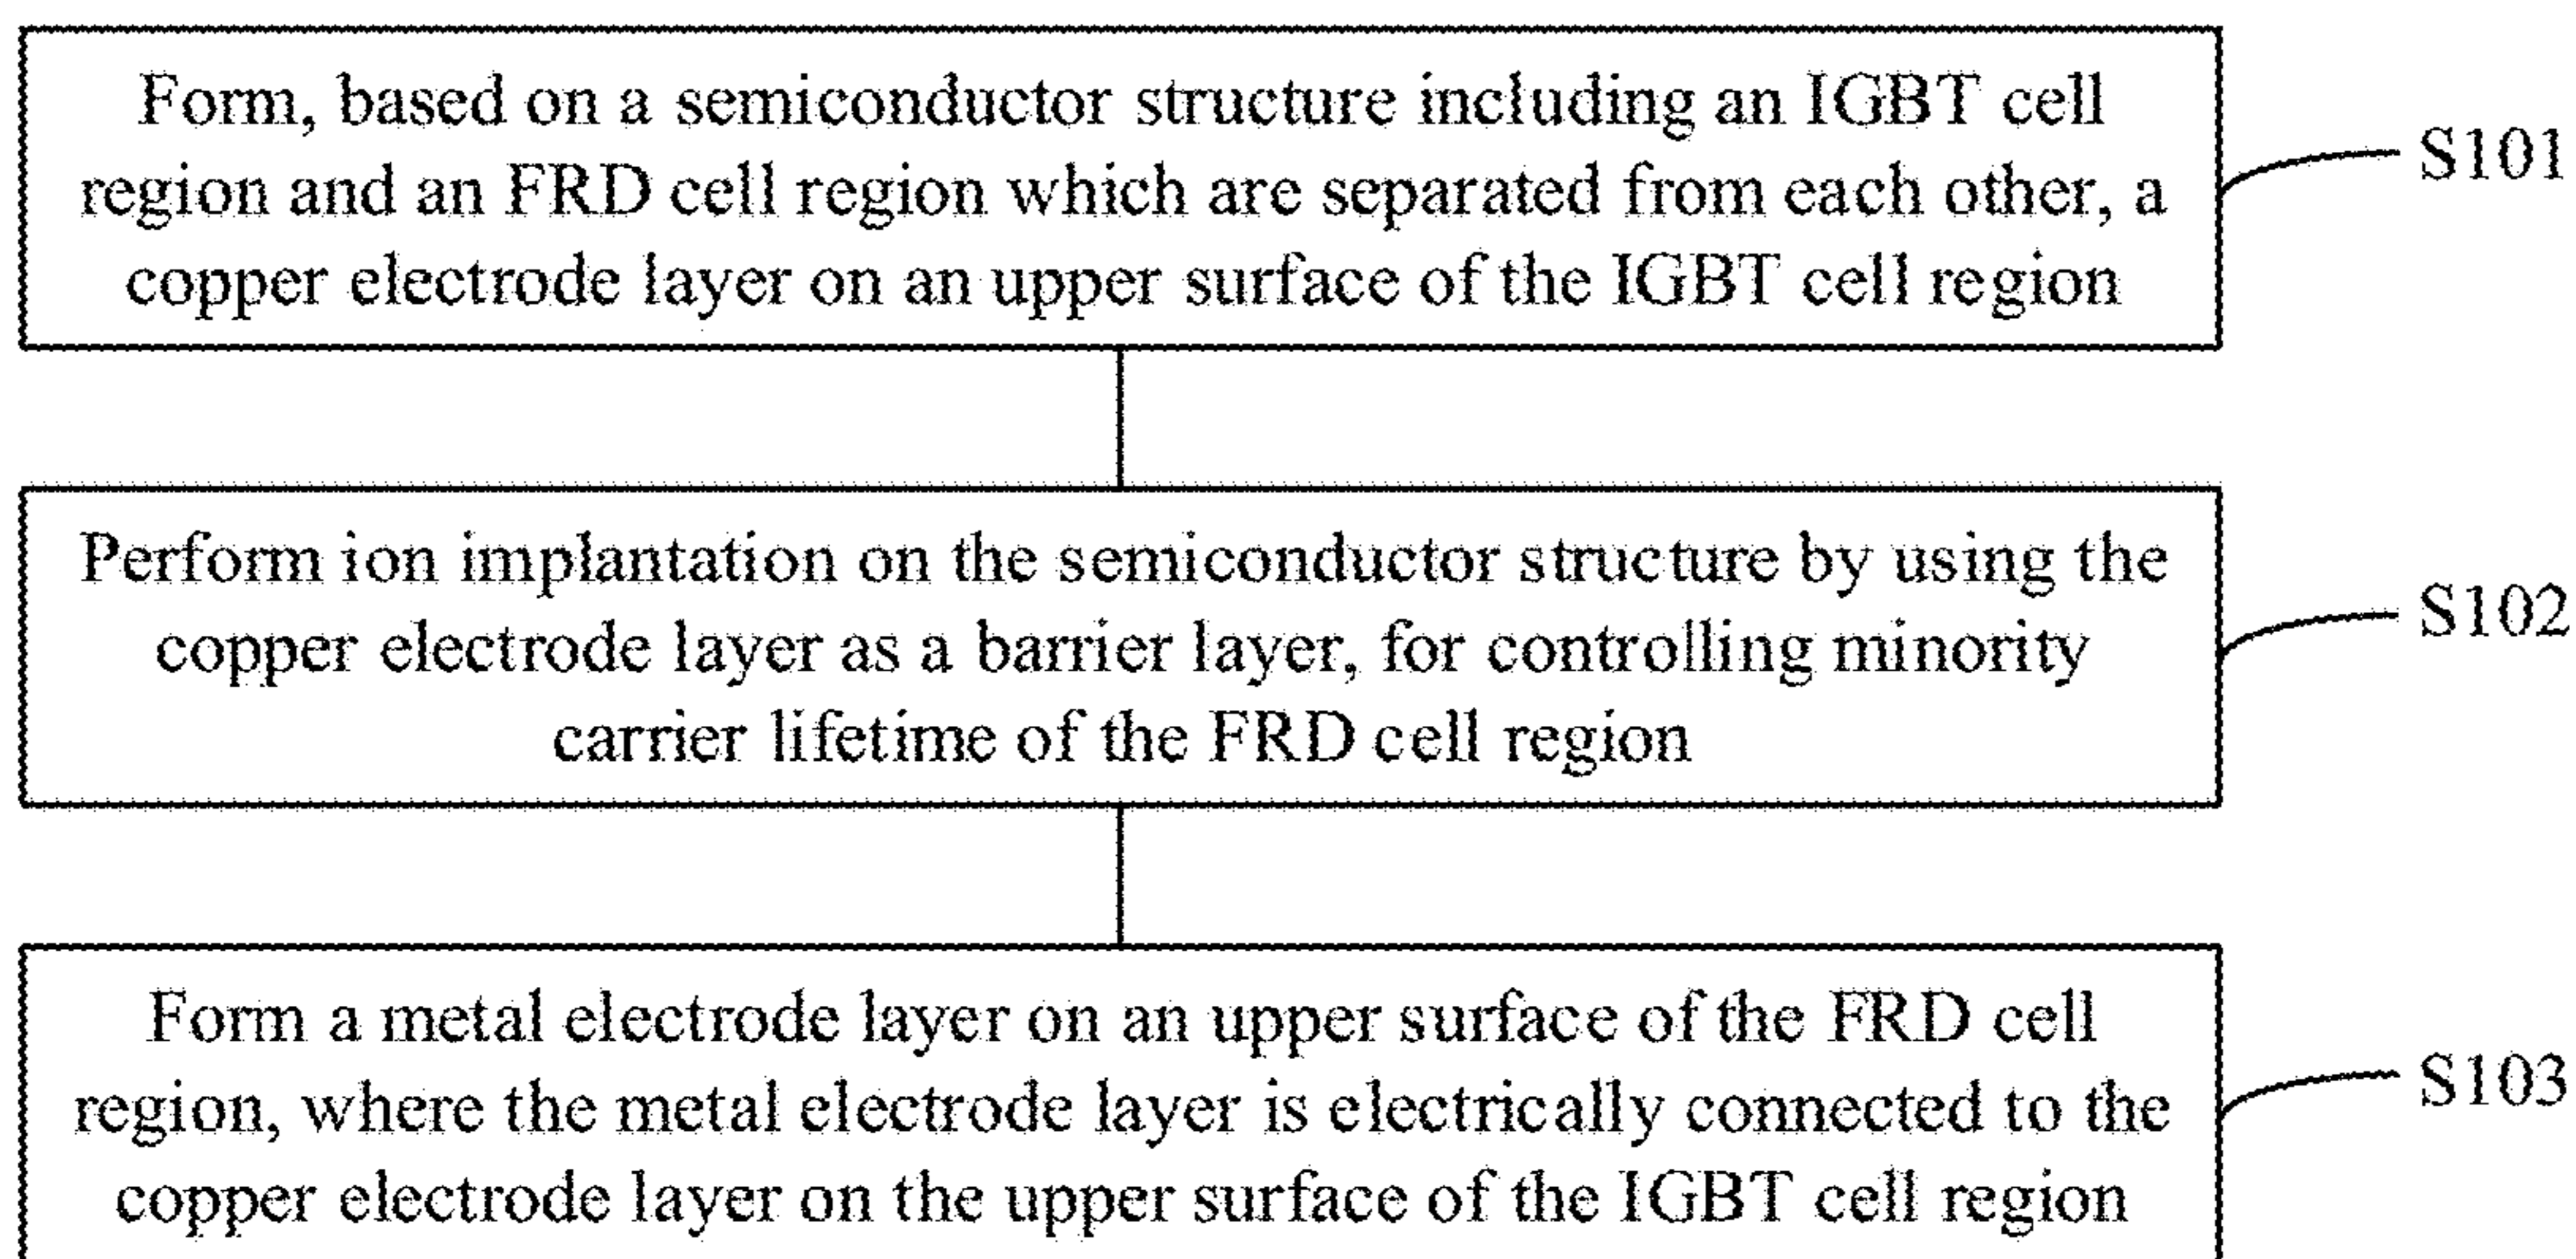 Form, based on a semiconductor structure including an IGBT cell
region and an FRD cell region which are separated from each other, a
copper electrode layer on an upper surface of the IGBT cell region
S101
Perform ion implantation on the semiconductor structure by using the
copper electrode layer as a barrier layer, for controlling minority
carrier lifetime of the FRD cell region
S102
Form a metal electrode layer on an upper surface of the FRD cell
region, where the metal electrode layer is electrically connected to the
copper electrode layer on the upper surface of the IGBT cell region
S103